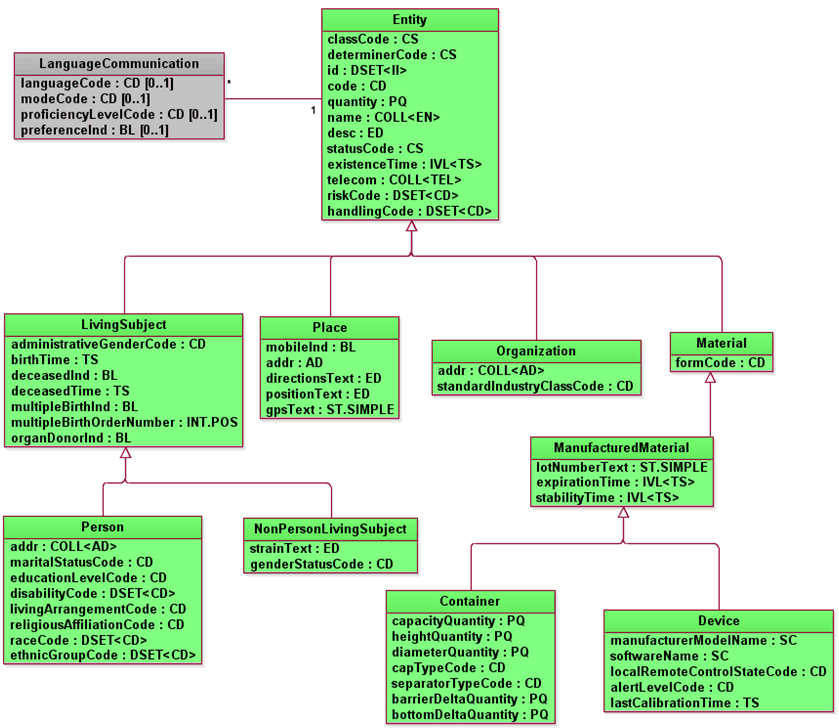 Entity
classCode : CS
determinerCode : CS
id : DSET<II>
code : CD
quantity : PQ
name : COLL<EN>
desc : ED
statusCode : CS
existenceTime : IVL<TS>
telecom : COLL<TEL>
riskCode : DSET<CD>
handlingCode : DSET<CD>
LanguageCommunication
languageCode : CD [0..1]
modeCode : CD [0..1]
proficiencyLevelCode : CD [0..1]
preferenceInd : BL [0..1]
*
1
LivingSubject
administrativeGenderCode : CD
birthTime : TS
deceasedInd : BL
deceasedTime : TS
multipleBirthInd : BL
multipleBirthOrderNumber : INT.POS
organDonorInd : BL
Place
mobileInd : BL
addr : AD
directionsText : ED
positionText : ED
gpsText : ST.SIMPLE
Organization
addr : COLL<AD>
standardIndustryClassCode : CD
Material
formCode : CD
ManufacturedMaterial
lotNumberText : ST.SIMPLE
expirationTime : IVL<TS>
stabilityTime : IVL<TS>
Person
addr : COLL<AD>
maritalStatusCode : CD
educationLevelCode : CD
disabilityCode : DSET<CD>
livingArrangementCode : CD
religiousAffiliationCode : CD
raceCode : DSET<CD>
ethnicGroupCode : DSET<CD>
NonPersonLivingSubject
strainText : ED
genderStatusCode : CD
Container
capacityQuantity : PQ
heightQuantity : PQ
diameterQuantity : PQ
capTypeCode : CD
separatorTypeCode : CD
barrierDeltaQuantity : PQ
bottomDeltaQuantity : PQ
Device
manufacturerModelName : SC
softwareName : SC
localRemoteControlStateCode : CD
alertLevelCode : CD
lastCalibrationTime : TS